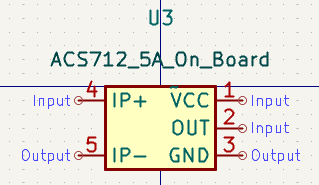 U3
ACS712_5A_On_Board
Input 4 IP+ VCC 1 Input
OUT 2 Input
Output 5 IP- GND 3 Output